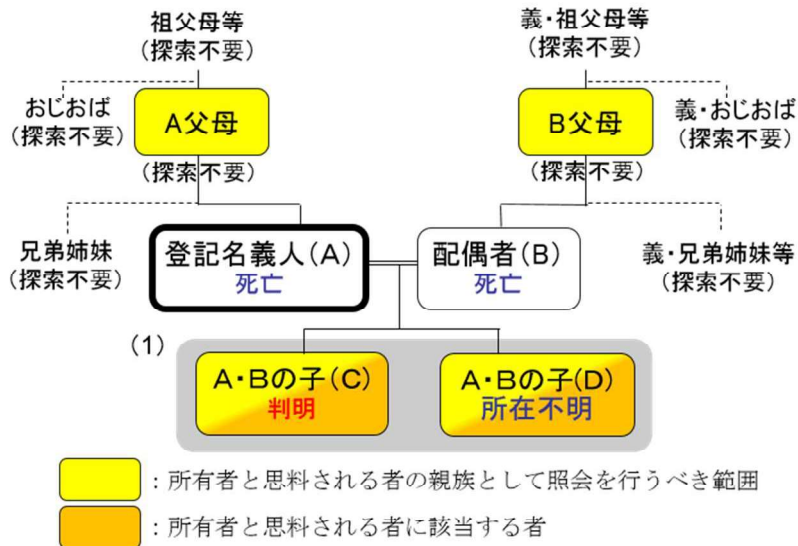 祖父母等
(探索不要)
義・祖父母等
(探索不要)
おじおば
(探索不要)
A父母
B父母
義・おじおば
(探索不要)
(探索不要)
(探索不要)
兄弟姉妹
(探索不要)
登記名義人(A)
死亡
配偶者(B)
死亡
義・兄弟姉妹等
(探索不要)
(1)
A・Bの子(C)
判明
A・Bの子(D)
所在不明
：所有者と思料される者の親族として照会を行うべき範囲
：所有者と思料される者に該当する者